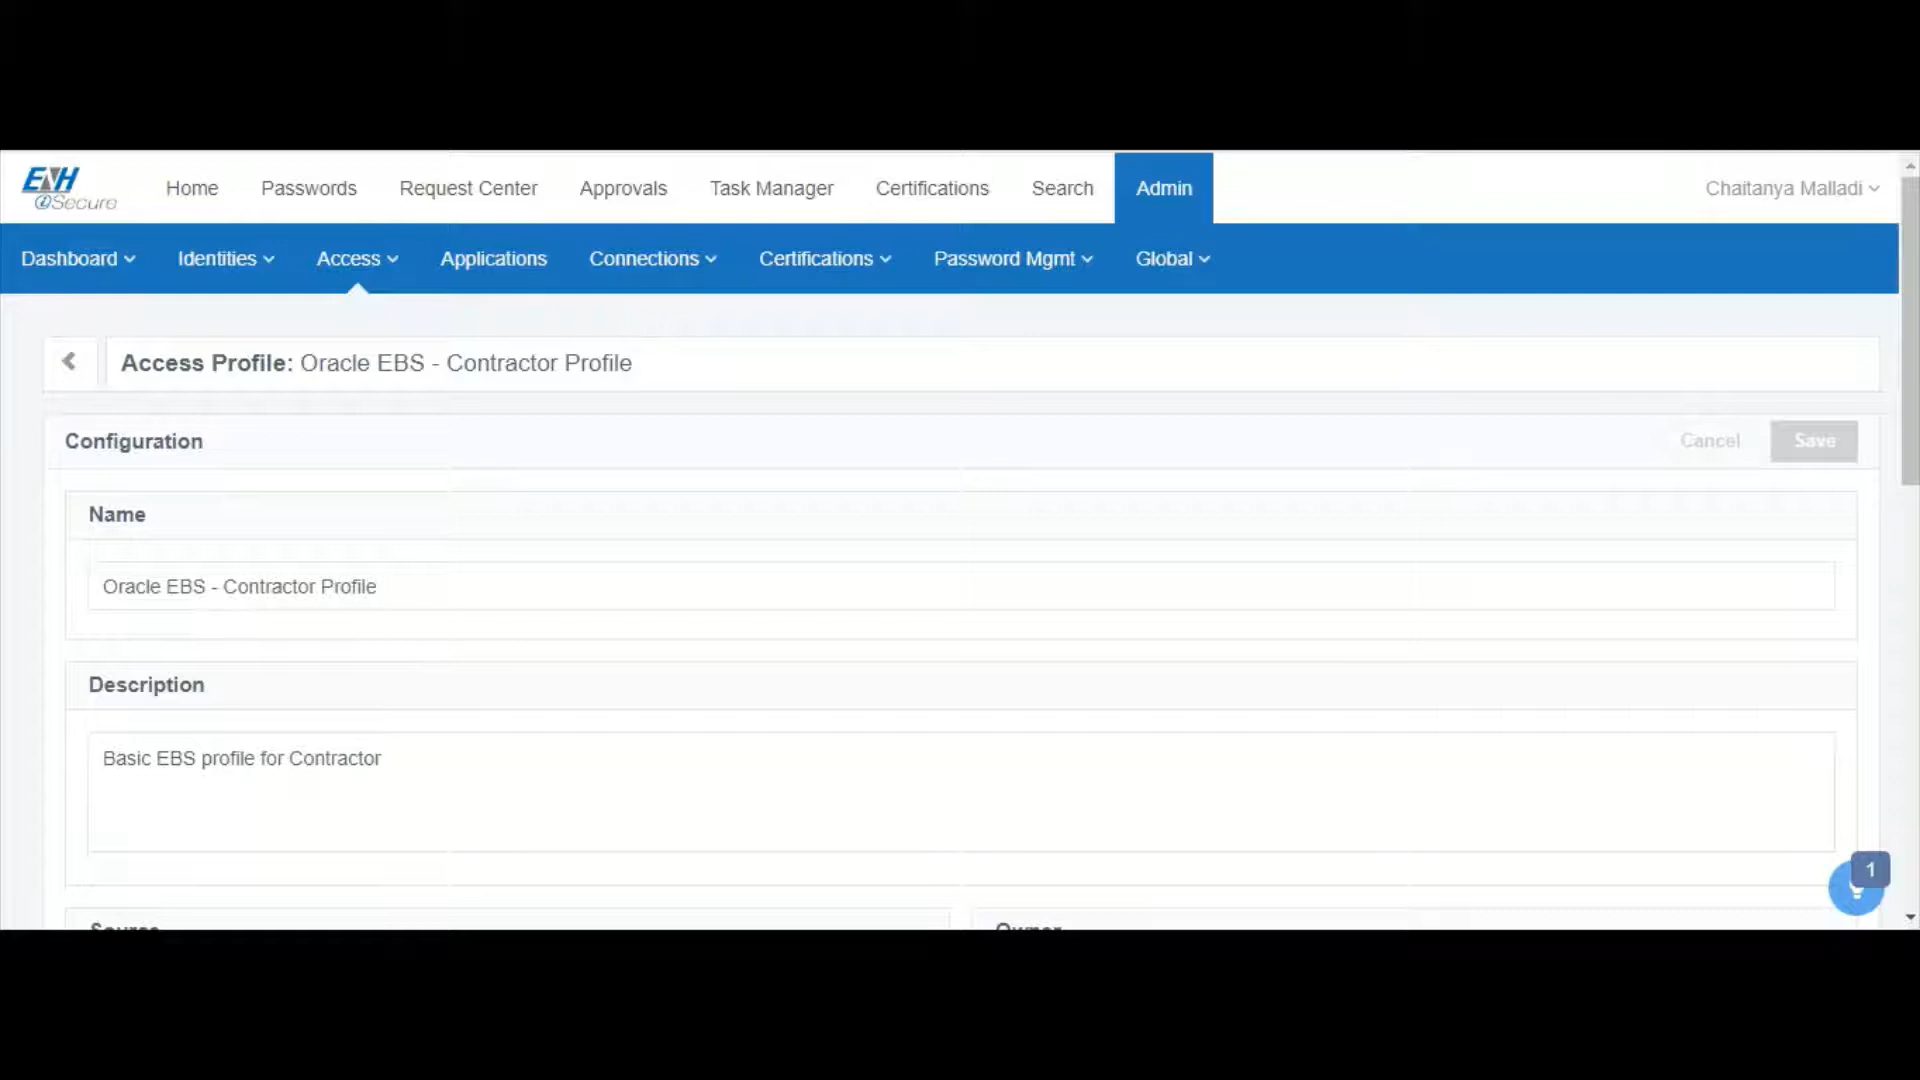 ENH
iSecure
Home Passwords Request Center Approvals Task Manager Certifications Search Admin Chaitanya Malladi
Dashboard Identities Access Applications Connections Certifications Password Mgmt Global
Access Profile: Oracle EBS - Contractor Profile
Configuration Cancel Save
Name
Oracle EBS - Contractor Profile
Description
Basic EBS profile for Contractor
1
Source Owner